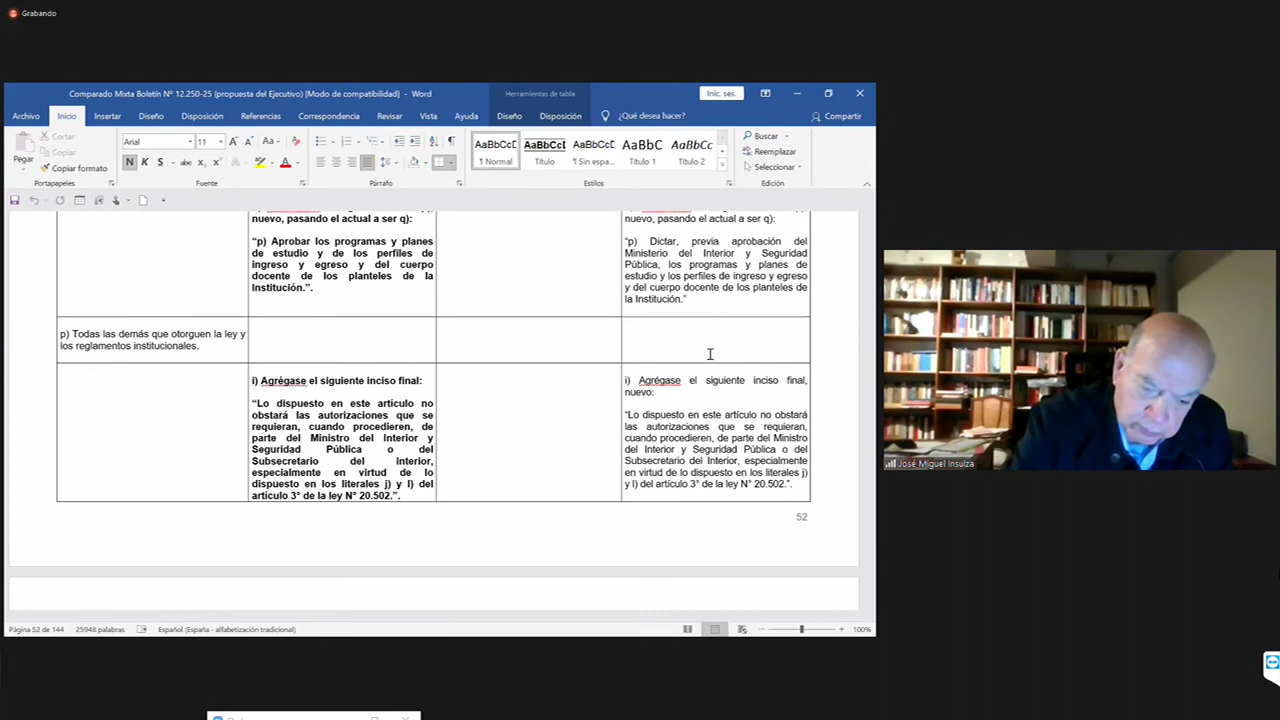 Grabando
Comparado Mixta Boletín Nº 12.250-25 (propuesta del Ejecutivo) [Modo de compatibilidad] - Word
Herramientas de tabla
Inic. ses.
Archivo Inicio Insertar Diseño Disposición Referencias Correspondencia Revisar Vista Ayuda Diseño Disposición ¿Qué desea hacer? Compartir
Pegar
Cortar
Copiar
Copiar formato
Arial 11
N K S abc x₂ x²
AaBbCcD AaBbCcD AaBbCcD AaBbC AaBbCc
¶ Normal Título ¶ Sin espa... Título 1 Título 2
Buscar
Reemplazar
Seleccionar
Portapapeles Fuente Párrafo Estilos Edición
nuevo, pasando el actual a ser q):
“p) Aprobar los programas y planes
de estudio y de los perfiles de
ingreso y egreso y del cuerpo
docente de los planteles de la
Institución.”.
nuevo, pasando el actual a ser q):
“p) Dictar, previa aprobación del
Ministerio del Interior y Seguridad
Pública, los programas y planes de
estudio y los perfiles de ingreso y egreso
y del cuerpo docente de los planteles de
la Institución.”
p) Todas las demás que otorguen la ley y
los reglamentos institucionales.
i) Agrégase el siguiente inciso final:
“Lo dispuesto en este artículo no
obstará las autorizaciones que se
requieran, cuando procedieren, de
parte del Ministro del Interior y
Seguridad Pública o del
Subsecretario del Interior,
especialmente en virtud de lo
dispuesto en los literales j) y l) del
artículo 3° de la ley N° 20.502.”.
i) Agrégase el siguiente inciso final,
nuevo:
“Lo dispuesto en este artículo no obstará
las autorizaciones que se requieran,
cuando procedieren, de parte del Ministro
del Interior y Seguridad Pública o del
Subsecretario del Interior, especialmente
en virtud de lo dispuesto en los literales j)
y l) del artículo 3° de la ley N° 20.502.”.
52
Página 52 de 144 25948 palabras Español (España - alfabetización tradicional) 100%
José Miguel Insulza